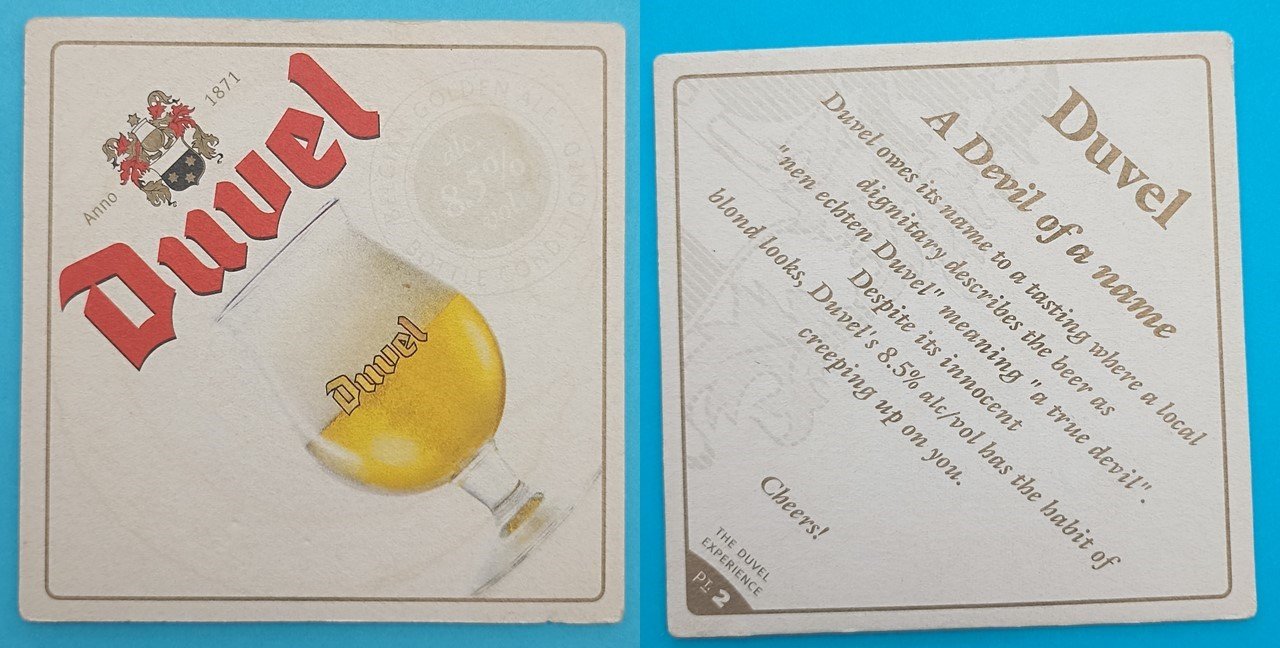 Anno 1871
Duvel
Duvel
Duvel
A Devil of a name
Duvel owes its name to a tasting where a local
dignitary describes the beer as
"nen echten Duvel" meaning "a true devil".
Despite its innocent
blond looks, Duvel's 8.5% alc/vol has the habit of
creeping up on you.
Cheers!
THE DUVEL
EXPERIENCE
PT. 2